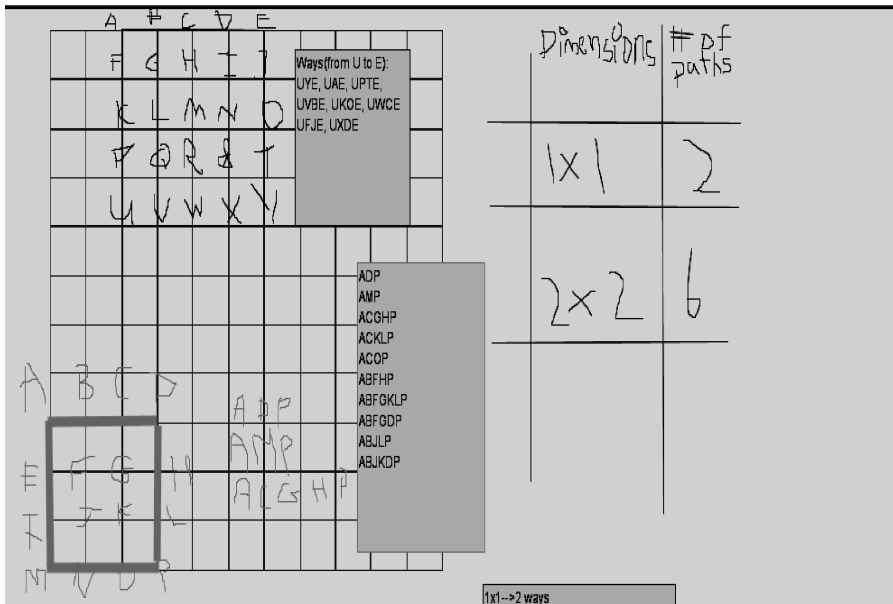 A B C D E
F G H I J
K L M N O
P Q R S T
U V W X Y
Ways(from U to E):
UYE, UAE, UPTE,
UVBE, UKOE, UWCE
UFJE, UXDE
Dimensions # of paths
1x1 2
2x2 6
ADP
AMP
ACGHP
ACKLP
ACOP
ABFHP
ABFGKLP
ABFGDP
ABJLP
ABJKDP
A B C D
E F G H
I J K L
M N O P
ADP
AMP
ACGHP
1x1-->2 ways